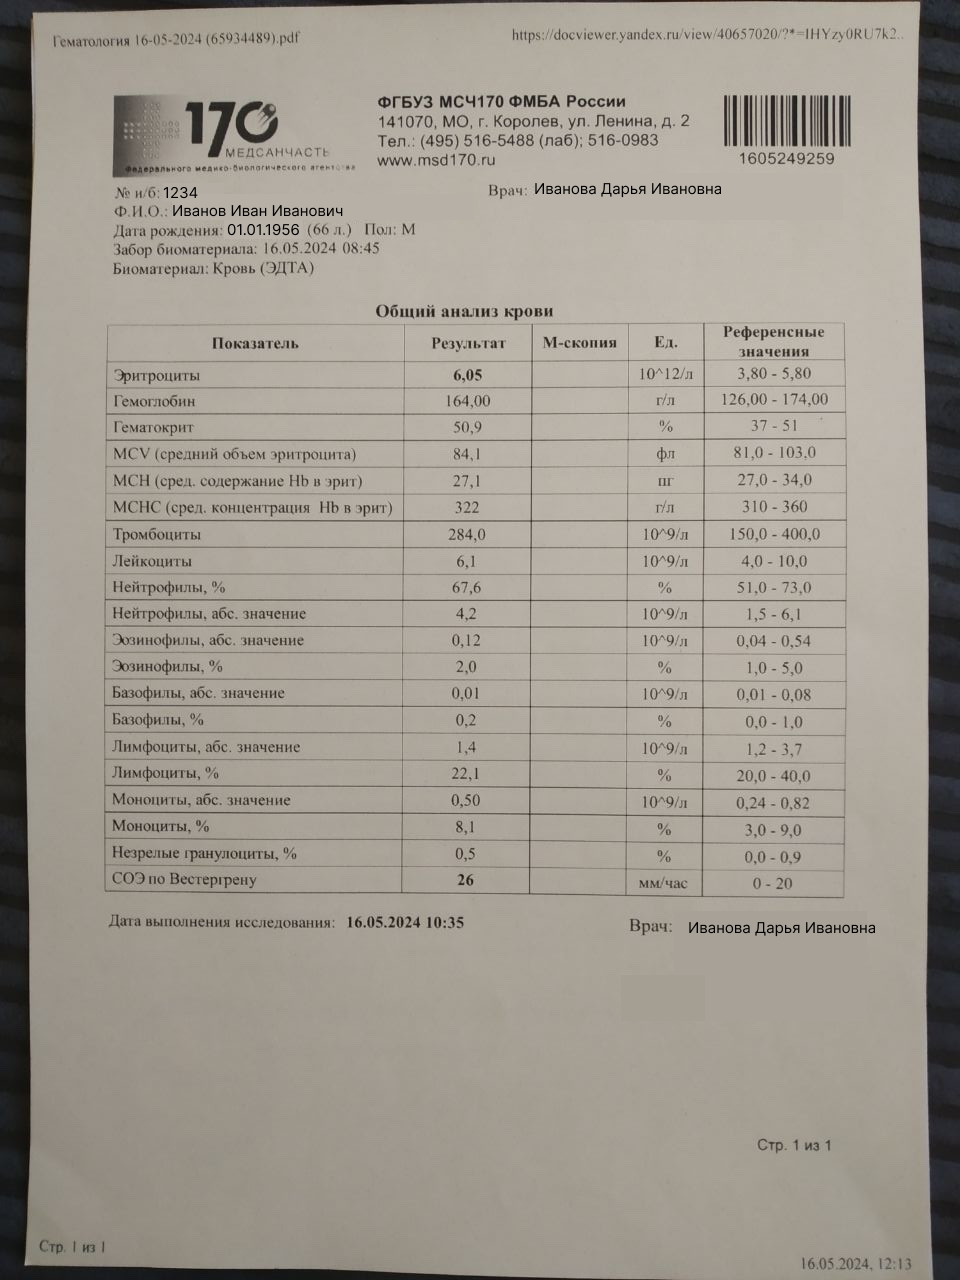 Гематология 16-05-2024 (65934489).pdf https://docviewer.yandex.ru/view/40657020/?*=IHYzy0RU7k2..
170
МЕДСАНЧАСТЬ
Федерального медико-биологического агентства
ФГБУЗ МСЧ170 ФМБА России
141070, МО, г. Королев, ул. Ленина, д. 2
Тел.: (495) 516-5488 (лаб); 516-0983
www.msd170.ru
1605249259
№ и/б: 1234 Врач: Иванова Дарья Ивановна
Ф.И.О.: Иванов Иван Иванович
Дата рождения: 01.01.1956 (66 л.) Пол: М
Забор биоматериала: 16.05.2024 08:45
Биоматериал: Кровь (ЭДТА)
Общий анализ крови
Показатель Результат М-скопия Ед. Референсные значения
Эритроциты 6,05 10^12/л 3,80 - 5,80
Гемоглобин 164,00 г/л 126,00 - 174,00
Гематокрит 50,9 % 37 - 51
MCV (средний объем эритроцита) 84,1 фл 81,0 - 103,0
МСН (сред. содержание Hb в эрит) 27,1 пг 27,0 - 34,0
МСНС (сред. концентрация Hb в эрит) 322 г/л 310 - 360
Тромбоциты 284,0 10^9/л 150,0 - 400,0
Лейкоциты 6,1 10^9/л 4,0 - 10,0
Нейтрофилы, % 67,6 % 51,0 - 73,0
Нейтрофилы, абс. значение 4,2 10^9/л 1,5 - 6,1
Эозинофилы, абс. значение 0,12 10^9/л 0,04 - 0,54
Эозинофилы, % 2,0 % 1,0 - 5,0
Базофилы, абс. значение 0,01 10^9/л 0,01 - 0,08
Базофилы, % 0,2 % 0,0 - 1,0
Лимфоциты, абс. значение 1,4 10^9/л 1,2 - 3,7
Лимфоциты, % 22,1 % 20,0 - 40,0
Моноциты, абс. значение 0,50 10^9/л 0,24 - 0,82
Моноциты, % 8,1 % 3,0 - 9,0
Незрелые гранулоциты, % 0,5 % 0,0 - 0,9
СОЭ по Вестергрену 26 мм/час 0 - 20
Дата выполнения исследования: 16.05.2024 10:35 Врач: Иванова Дарья Ивановна
Стр. 1 из 1
Стр. 1 из 1 16.05.2024, 12:13